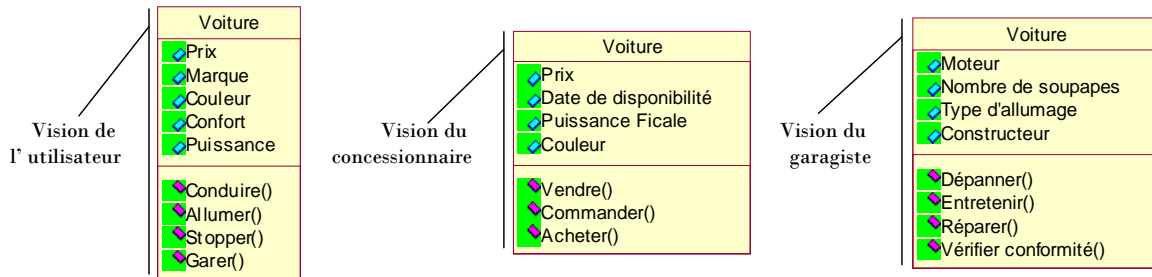 Voiture
Prix
Marque
Couleur
Confort
Puissance
Conduire()
Allumer()
Stopper()
Garer()
Vision de
l' utilisateur
Voiture
Prix
Date de disponibilité
Puissance Ficale
Couleur
Vendre()
Commander()
Acheter()
Vision du
concessionnaire
Voiture
Moteur
Nombre de soupapes
Type d'allumage
Constructeur
Dépanner()
Entretenir()
Réparer()
Vérifier conformité()
Vision du
garagiste